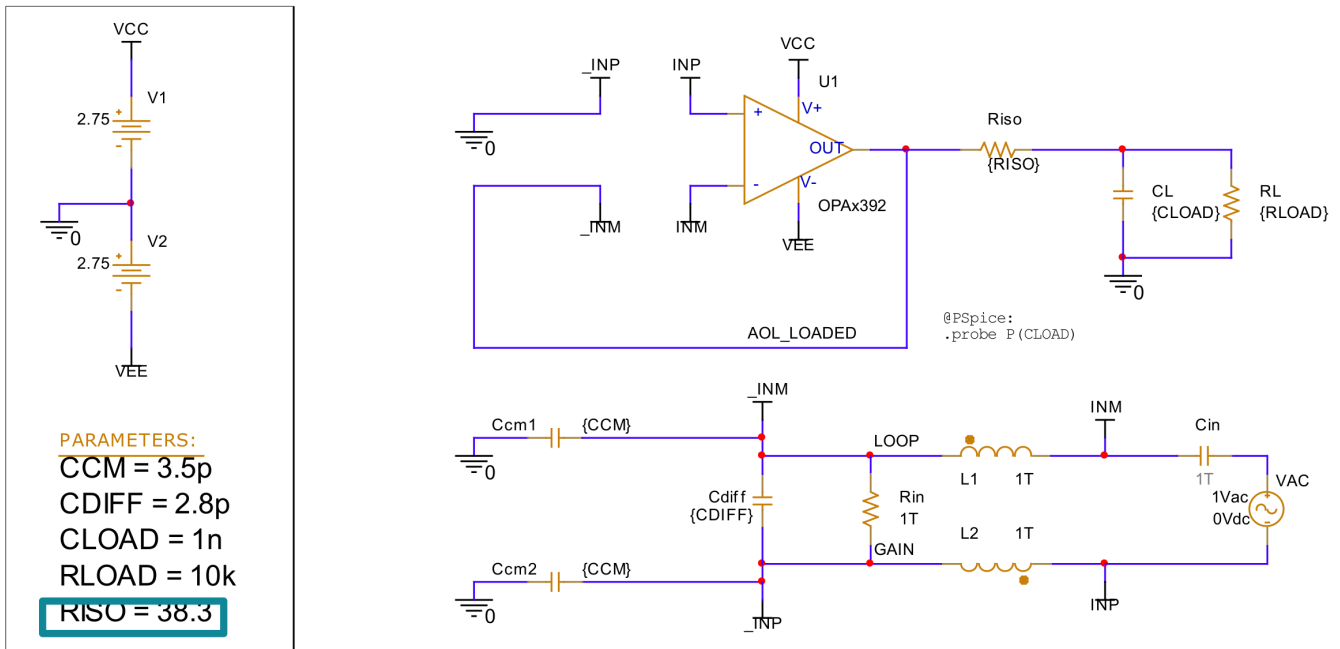 VCC
V1
2.75
+
-
0
V2
2.75
+
-
VEE
PARAMETERS:
CCM = 3.5p
CDIFF = 2.8p
CLOAD = 1n
RLOAD = 10k
RISO = 38.3
_INP
INP
VCC
U1
0
+
V+
OUT
-
V-
OPAx392
_INM
INM
VEE
Riso
{RISO}
CL
{CLOAD}
RL
{RLOAD}
0
AOL_LOADED
@PSpice:
.probe P(CLOAD)
_INM
Ccm1
{CCM}
0
LOOP
INM
L1
1T
Cin
1T
VAC
1Vac
0Vdc
+
-
Cdiff
{CDIFF}
Rin
1T
L2
1T
GAIN
Ccm2
{CCM}
0
_INP
INP